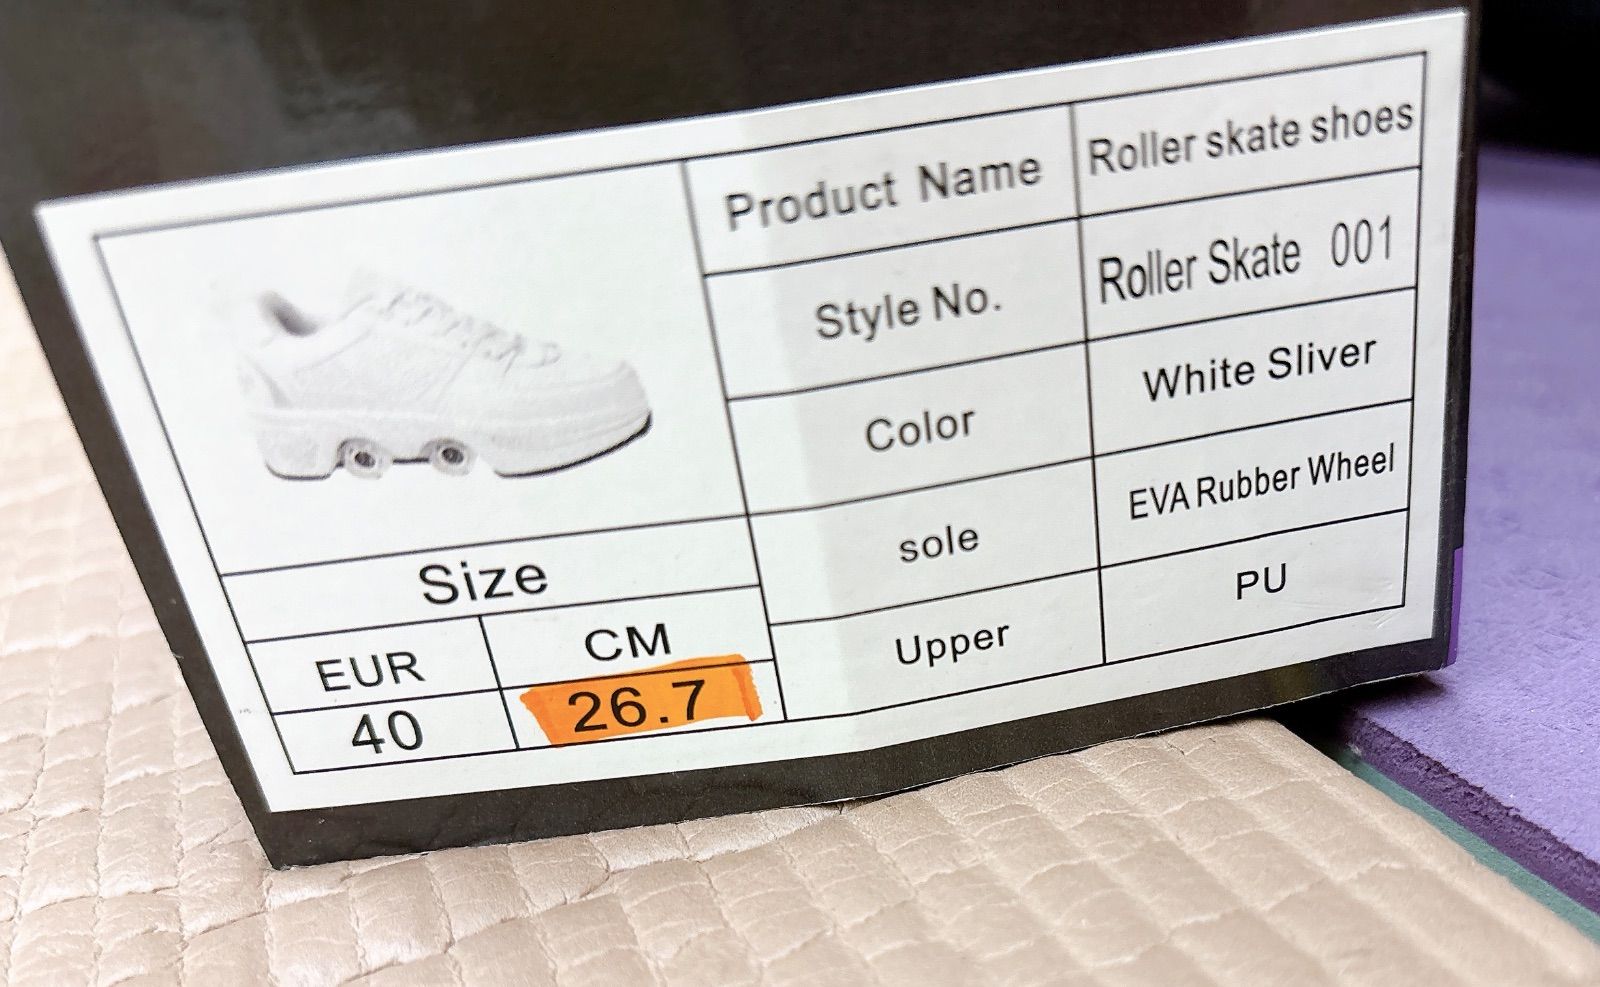 Product Name Roller skate shoes
Style No. Roller Skate 001
Color White Sliver
sole EVA Rubber Wheel
Upper PU
Size
EUR CM
40 26.7